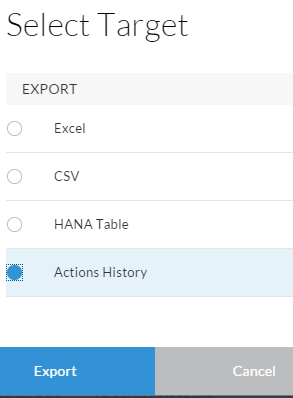 Select Target
EXPORT
Excel
CSV
HANA Table
Actions History
Export
Cancel